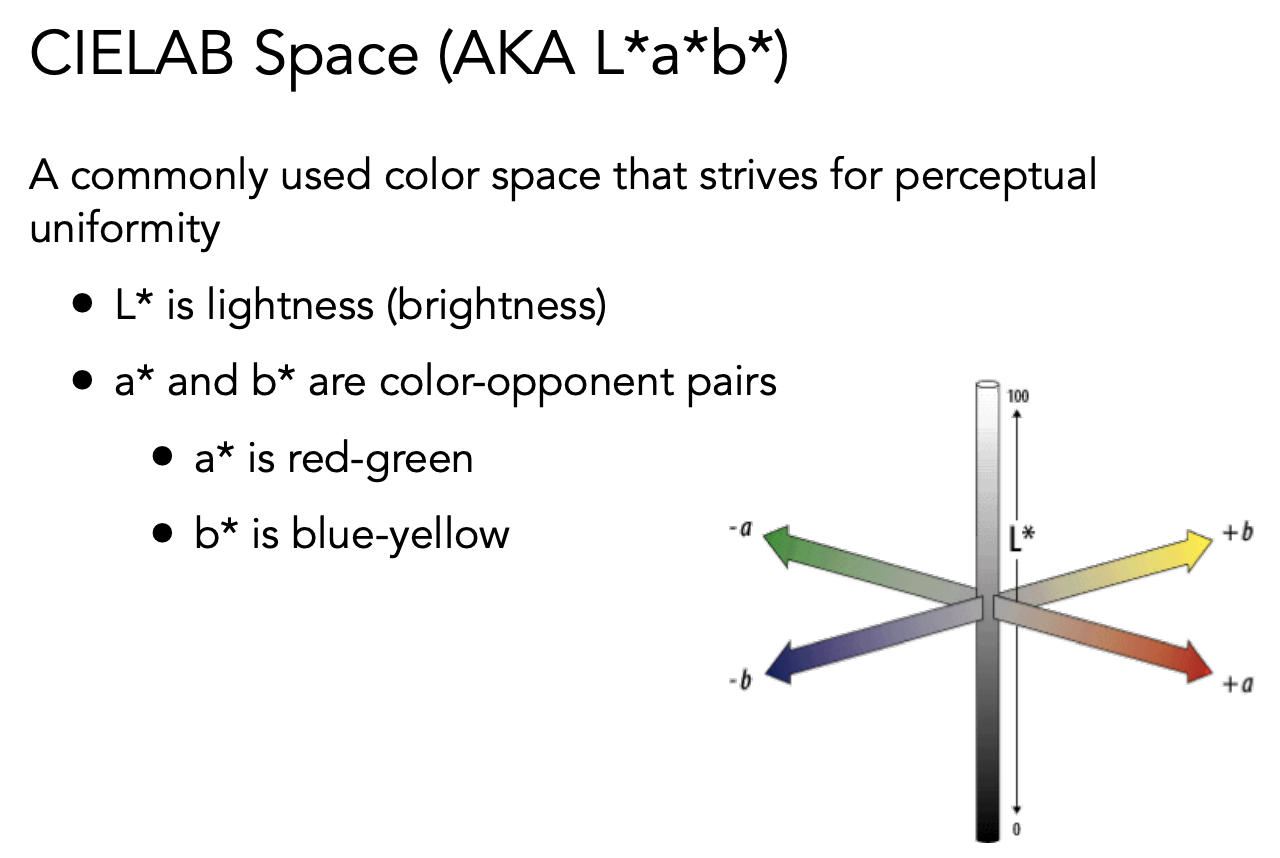 CIELAB Space (AKA L*a*b*)
A commonly used color space that strives for perceptual
uniformity
• L* is lightness (brightness)
• a* and b* are color-opponent pairs
• a* is red-green
• b* is blue-yellow
100
-a
L*
+b
-b
+a
0